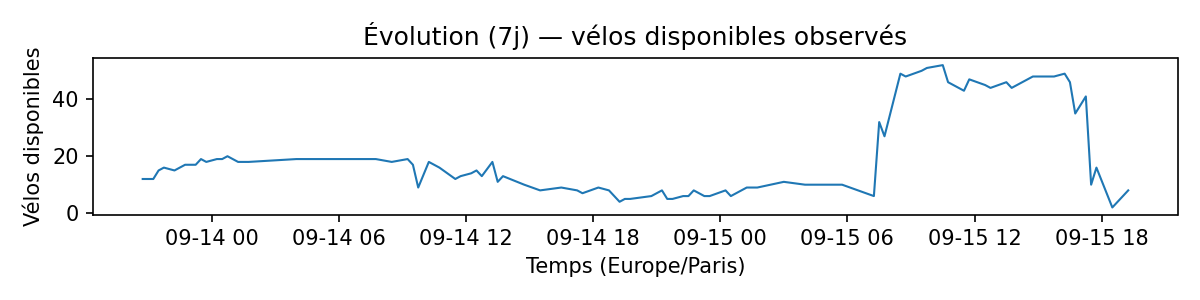 Évolution (7j) — vélos disponibles observés
Vélos disponibles
40
20
0
09-14 00 09-14 06 09-14 12 09-14 18 09-15 00 09-15 06 09-15 12 09-15 18
Temps (Europe/Paris)